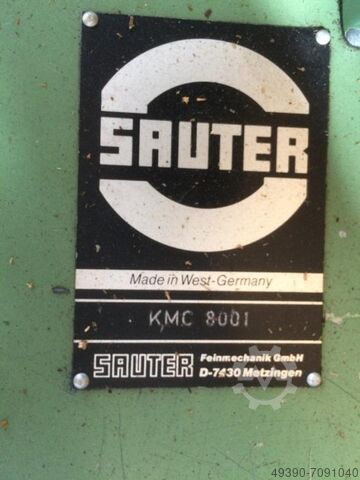 SAUTER
Made in West-Germany
KMC 8001
SAUTER Feinmechanik GmbH
D-7430 Metzingen
49390-7091040